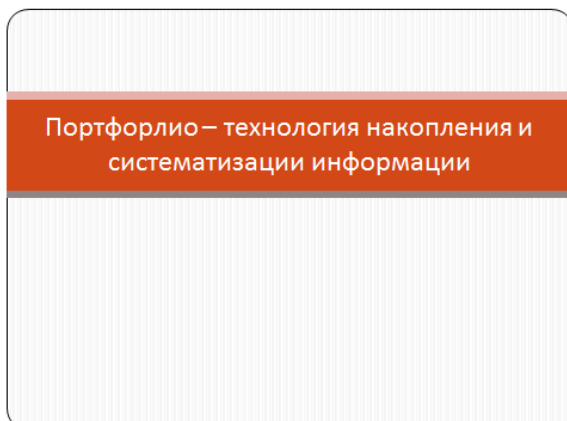 Портфорлио – технология накопления и
систематизации информации